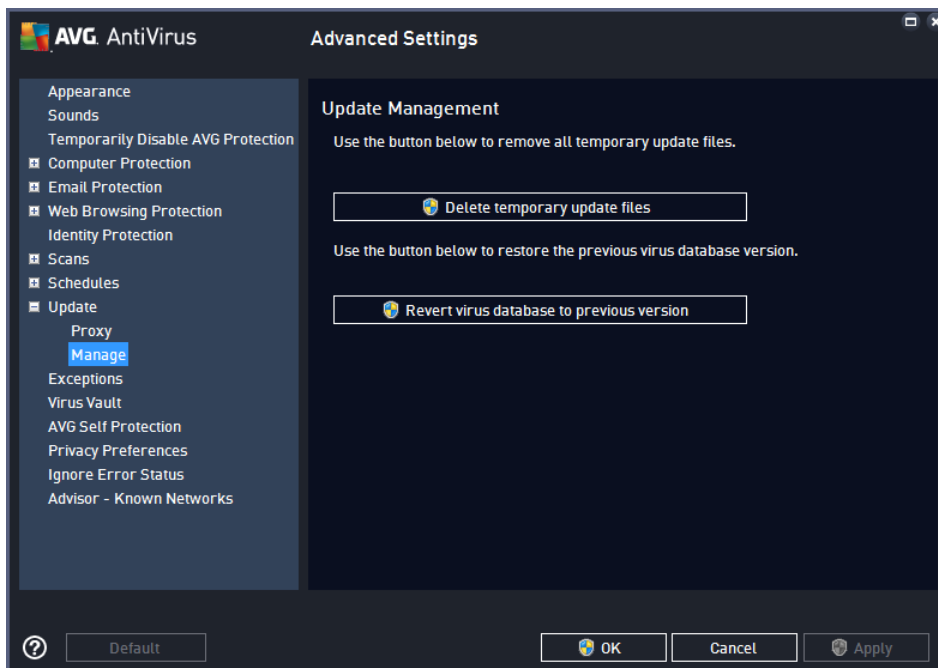 AVG. AntiVirus
Advanced Settings
Appearance
Sounds
Temporarily Disable AVG Protection
Computer Protection
Email Protection
Web Browsing Protection
Identity Protection
Scans
Schedules
Update
Proxy
Manage
Exceptions
Virus Vault
AVG Self Protection
Privacy Preferences
Ignore Error Status
Advisor - Known Networks
Update Management
Use the button below to remove all temporary update files.
Delete temporary update files
Use the button below to restore the previous virus database version.
Revert virus database to previous version
?
Default
OK
Cancel
Apply